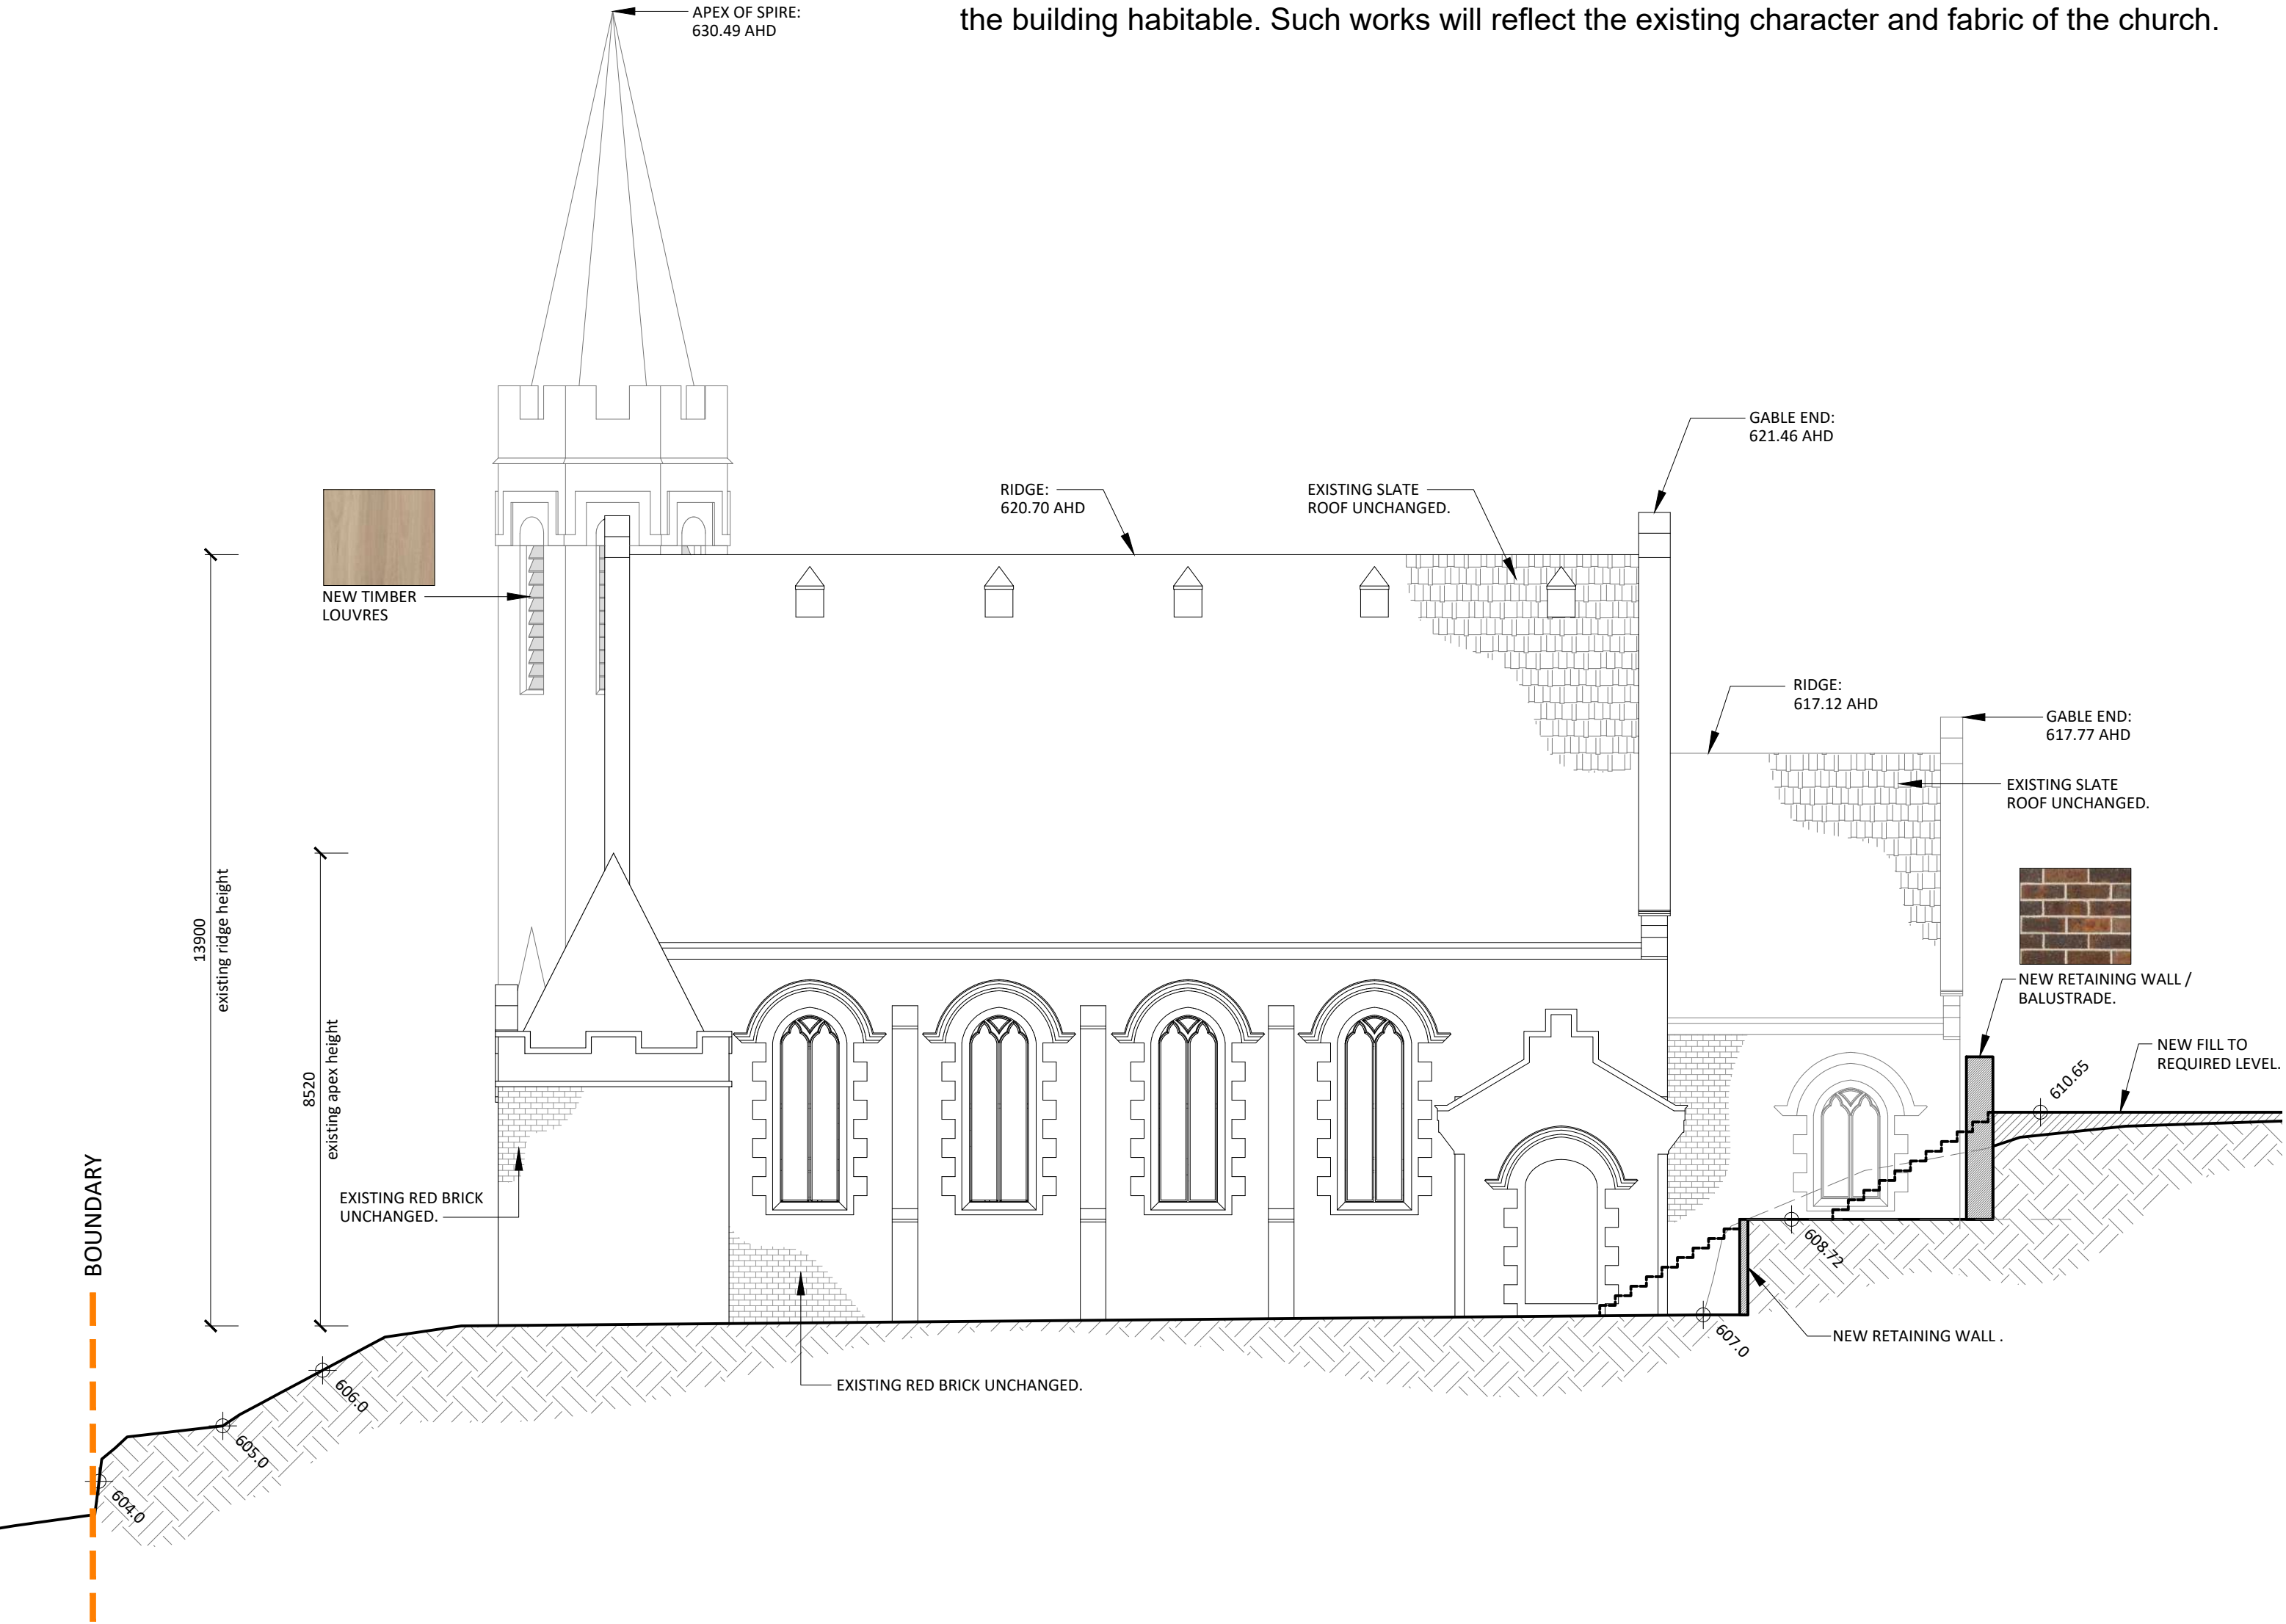 the building habitable. Such works will reflect the existing character and fabric of the church.
APEX OF SPIRE:
630.49 AHD
GABLE END:
621.46 AHD
RIDGE:
620.70 AHD
EXISTING SLATE
ROOF UNCHANGED.
NEW TIMBER
LOUVRES
RIDGE:
617.12 AHD
GABLE END:
617.77 AHD
EXISTING SLATE
ROOF UNCHANGED.
13900
existing ridge height
8520
existing apex height
NEW RETAINING WALL /
BALUSTRADE.
NEW FILL TO
REQUIRED LEVEL.
610.65
BOUNDARY
EXISTING RED BRICK
UNCHANGED.
608.72
607.0
NEW RETAINING WALL .
EXISTING RED BRICK UNCHANGED.
606.0
605.0
604.0